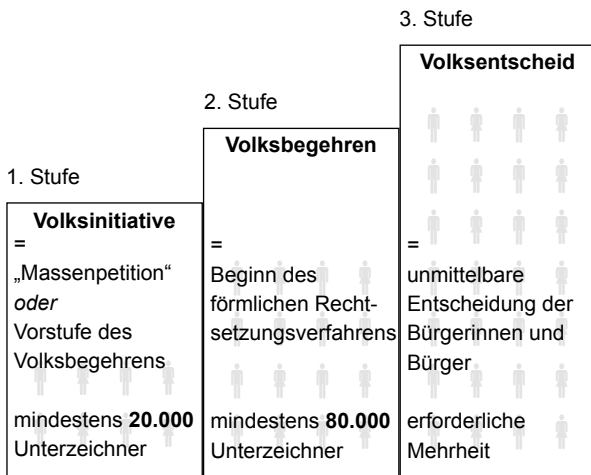 1. Stufe
Volksinitiative
=
„Massenpetition“
oder
Vorstufe des
Volksbegehrens
mindestens 20.000
Unterzeichner
2. Stufe
Volksbegehren
=
Beginn des
förmlichen Recht-
setzungsverfahrens
mindestens 80.000
Unterzeichner
3. Stufe
Volksentscheid
=
unmittelbare
Entscheidung der
Bürgerinnen und
Bürger
erforderliche
Mehrheit